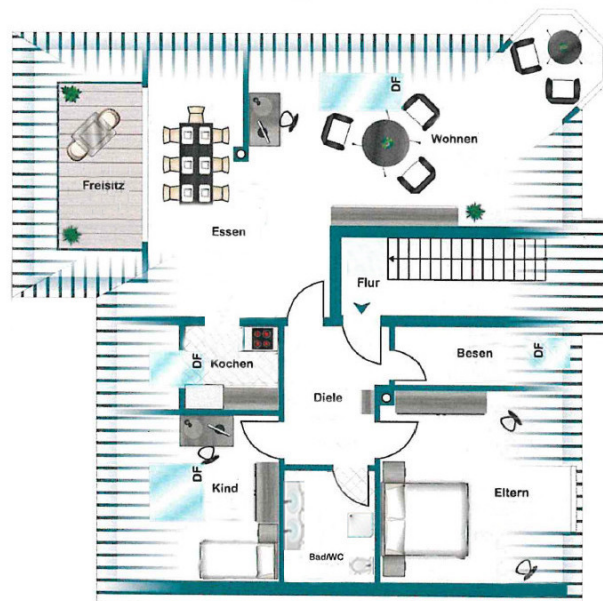 DF
Wohnen
Freisitz
Essen
Flur
Kochen
DF
Besen
DF
Diele
DF
Kind
Eltern
Bad/WC